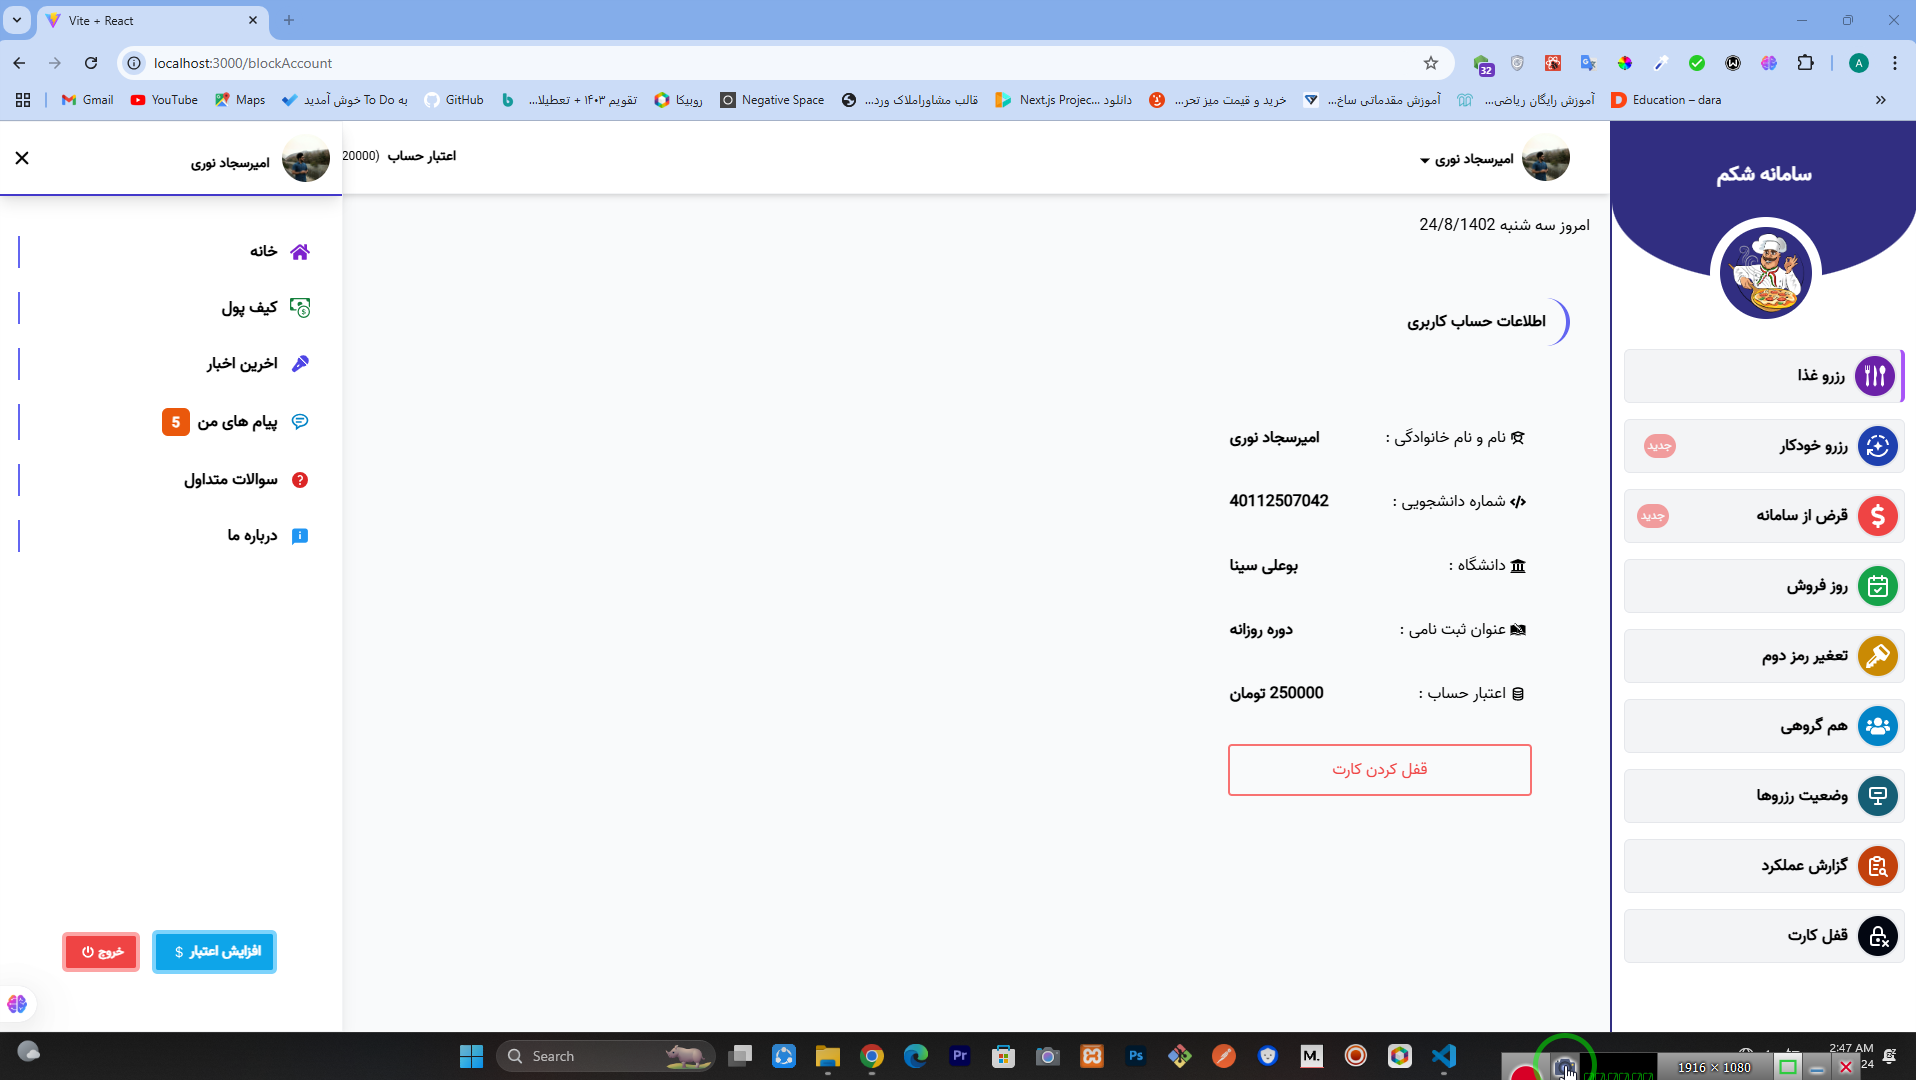 Vite + React
localhost:3000/blockAccount
32
A
Gmail
YouTube
Maps
به To Do خوش آمدید
GitHub
تقویم ۱۴۰۳ + تعطیلا...
روبیکا
Negative Space
قالب مشاوراملاک ورد...
دانلود Next.js Projec...
خرید و قیمت میز تحر...
آموزش مقدماتی ساخ...
آموزش رایگان ریاضی...
Education – dara
سامانه شکم
رزرو غذا
رزرو خودکار
جدید
قرض از سامانه
جدید
روز فروش
تعغیر رمز دوم
هم گروهی
وضعیت رزروها
گزارش عملکرد
قفل کارت
امیرسجاد نوری
اعتبار حساب
20000)
امروز سه شنبه 24/8/1402
اطلاعات حساب کاربری
نام و نام خانوادگی : امیرسجاد نوری
شماره دانشجویی : 40112507042
دانشگاه : بوعلی سینا
عنوان ثبت نامی : دوره روزانه
اعتبار حساب : 250000 تومان
قفل کردن کارت
امیرسجاد نوری
خانه
کیف پول
اخرین اخبار
پیام های من 5
سوالات متداول
درباره ما
افزایش اعتبار $
خروج
Search
Pr
Ps
M.
2:47 AM
24
1916 × 1080